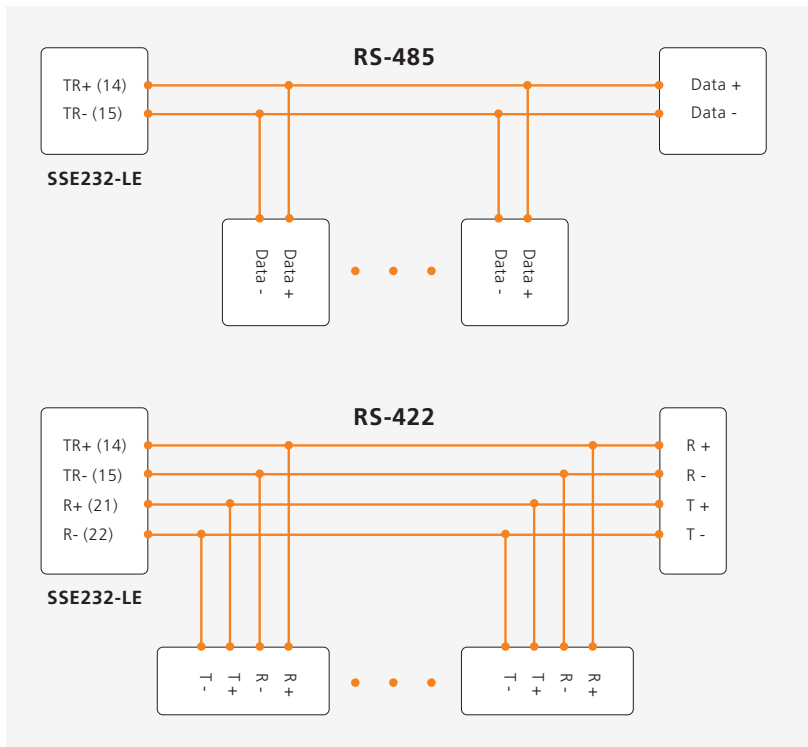 RS-485
TR+ (14)
TR- (15)
SSE232-LE
Data +
Data -
Data -
Data +
Data -
Data +
RS-422
TR+ (14)
TR- (15)
R+ (21)
R- (22)
SSE232-LE
R +
R -
T +
T -
T -
T +
R -
R +
T -
T +
R -
R +